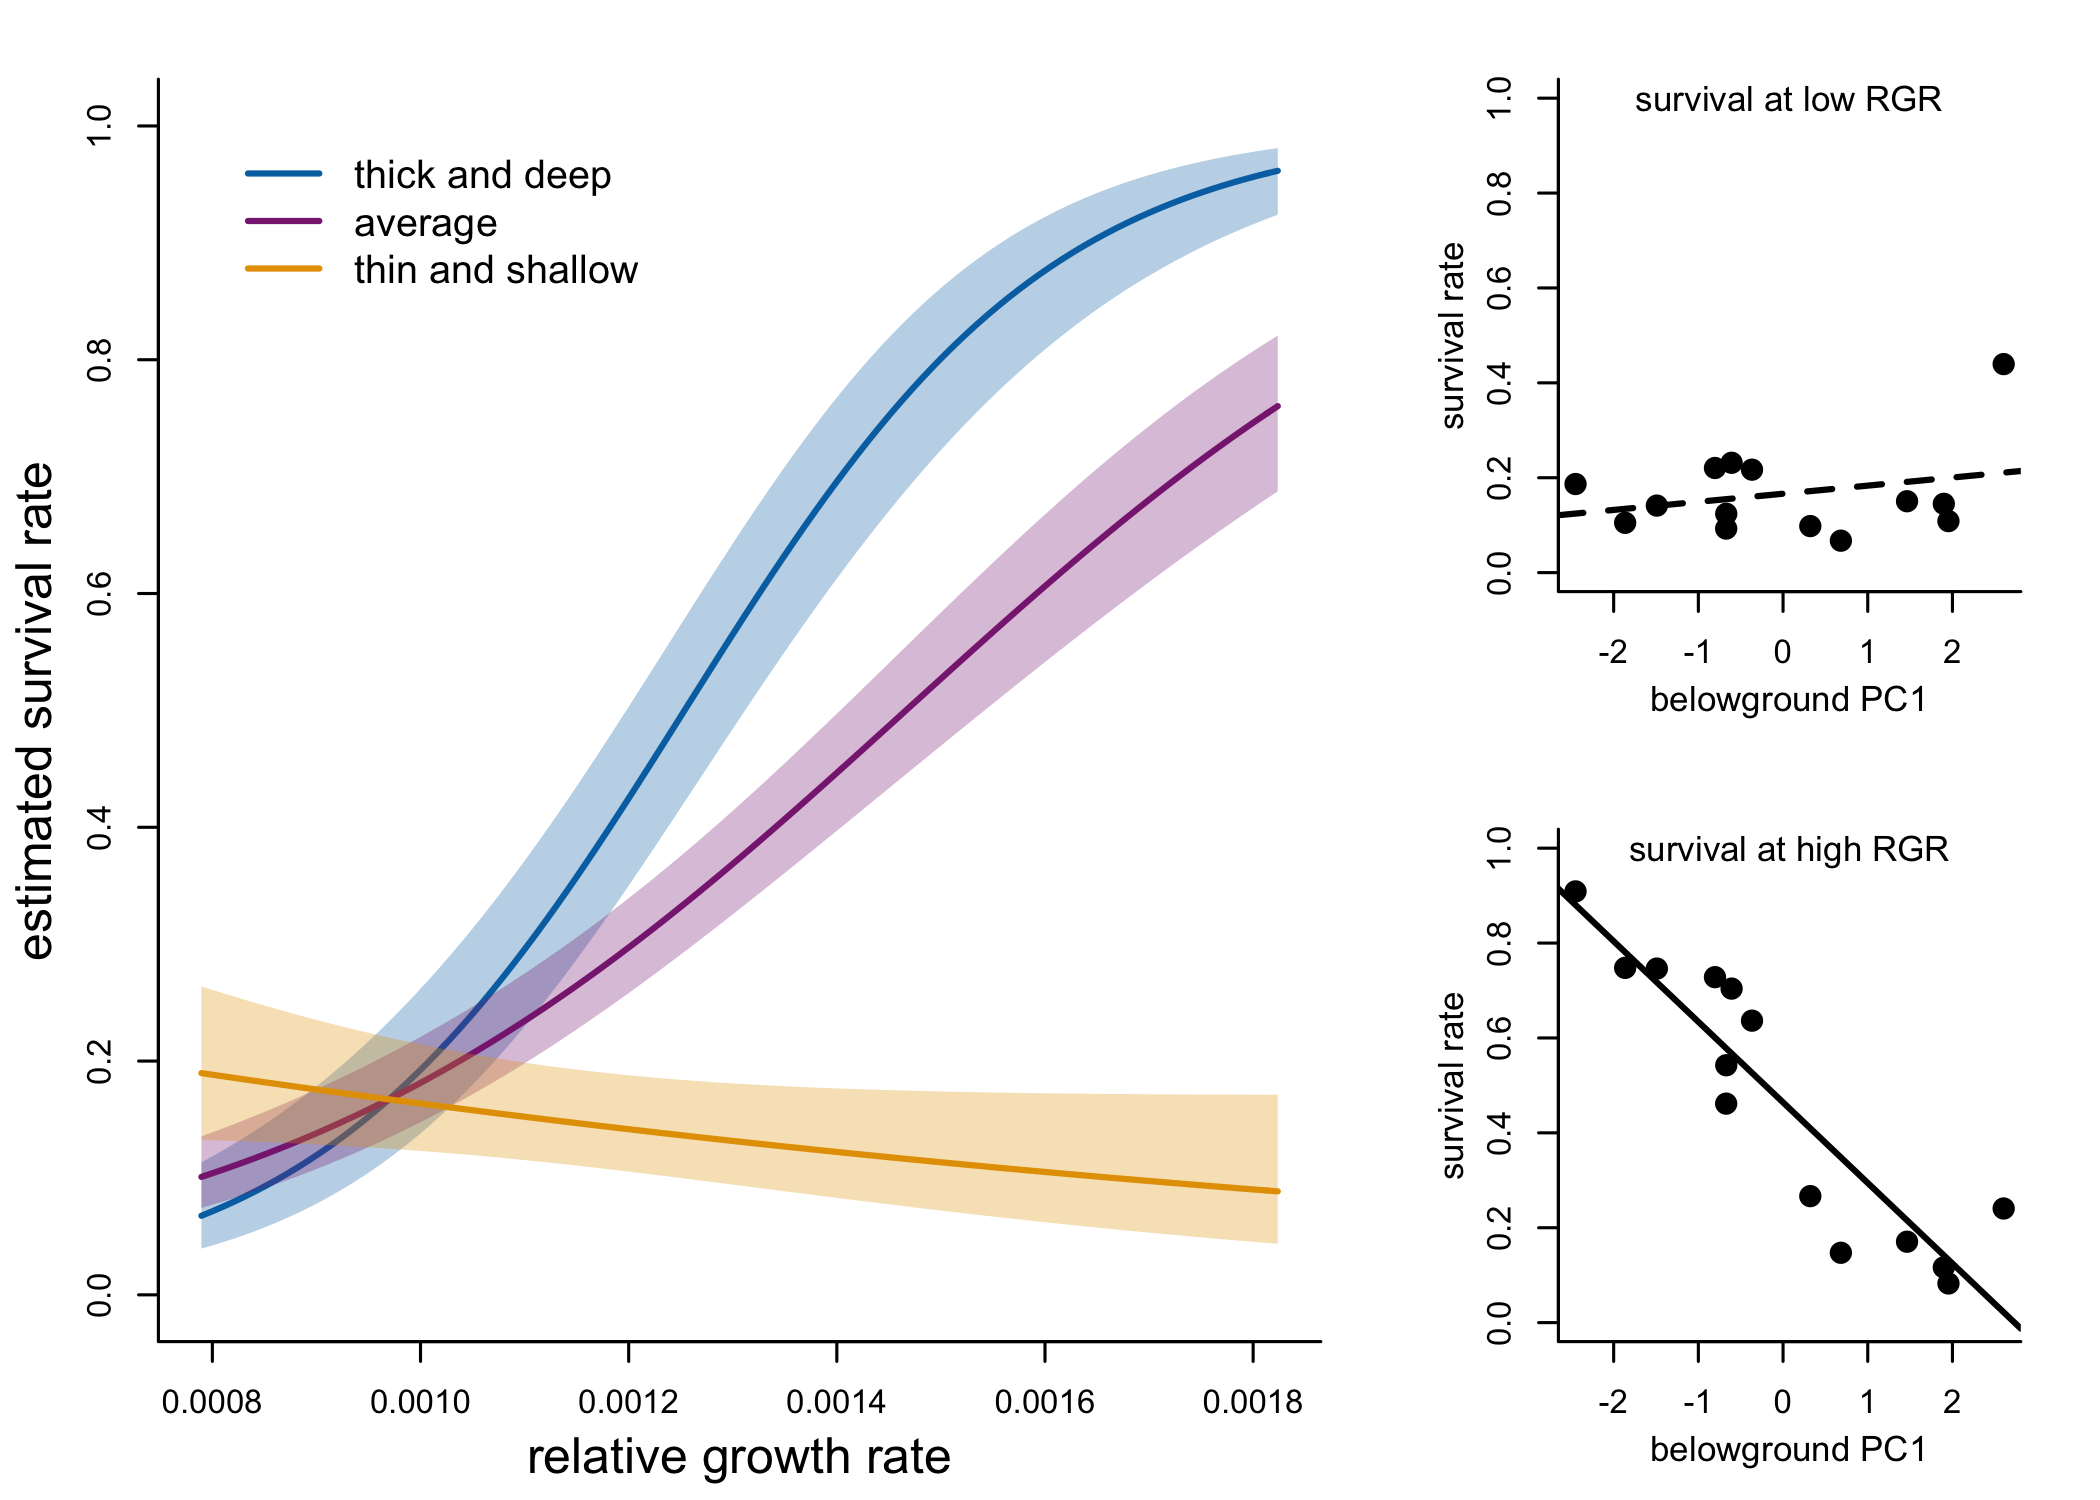 thick and deep
average
thin and shallow
estimated survival rate
0.0
0.2
0.4
0.6
0.8
1.0
0.0008 0.0010 0.0012 0.0014 0.0016 0.0018
relative growth rate
survival at low RGR
survival rate
0.0
0.2
0.4
0.6
0.8
1.0
-2 -1 0 1 2
belowground PC1
survival at high RGR
survival rate
0.0
0.2
0.4
0.6
0.8
1.0
-2 -1 0 1 2
belowground PC1